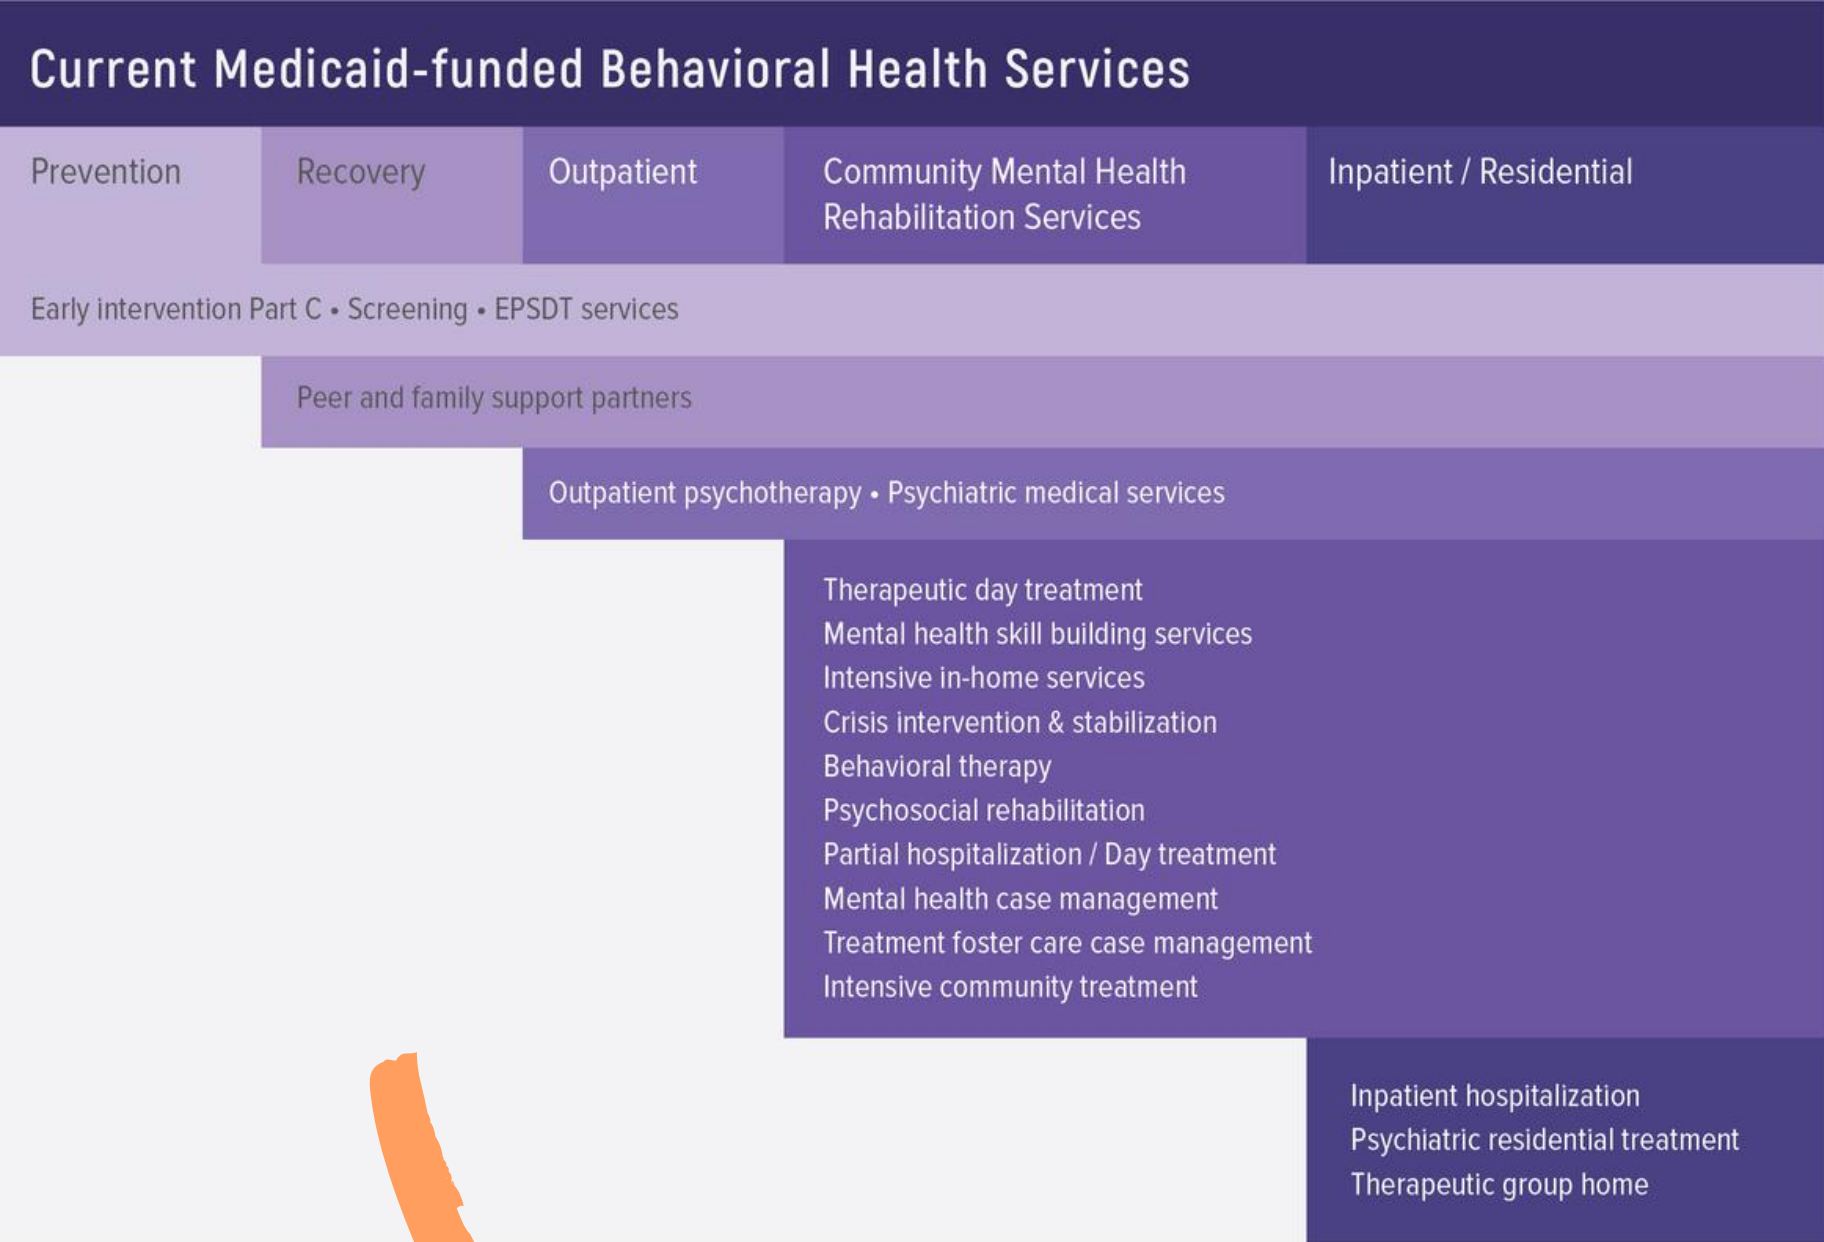 Current Medicaid-funded Behavioral Health Services
Prevention
Recovery
Outpatient
Community Mental Health
Rehabilitation Services
Inpatient / Residential
Early intervention Part C • Screening • EPSDT services
Peer and family support partners
Outpatient psychotherapy • Psychiatric medical services
Therapeutic day treatment
Mental health skill building services
Intensive in-home services
Crisis intervention & stabilization
Behavioral therapy
Psychosocial rehabilitation
Partial hospitalization / Day treatment
Mental health case management
Treatment foster care case management
Intensive community treatment
Inpatient hospitalization
Psychiatric residential treatment
Therapeutic group home